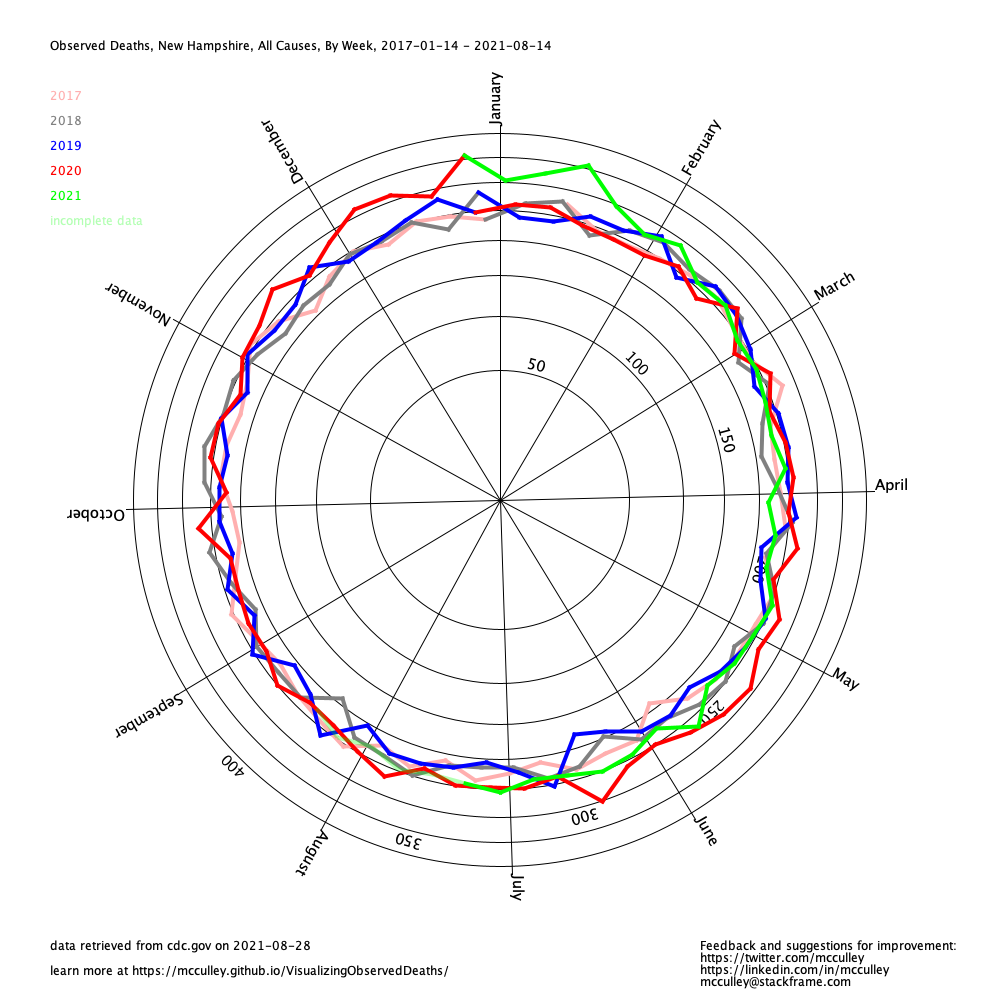 Observed Deaths, New Hampshire, All Causes, By Week, 2017-01-14 - 2021-08-14
2017
2018
2019
2020
2021
incomplete data
January
February
March
April
May
June
July
August
September
October
November
December
50
100
150
200
250
300
350
400
data retrieved from cdc.gov on 2021-08-28
learn more at https://mcculley.github.io/VisualizingObservedDeaths/
Feedback and suggestions for improvement:
https://twitter.com/mcculley
https://linkedin.com/in/mcculley
mcculley@stackframe.com